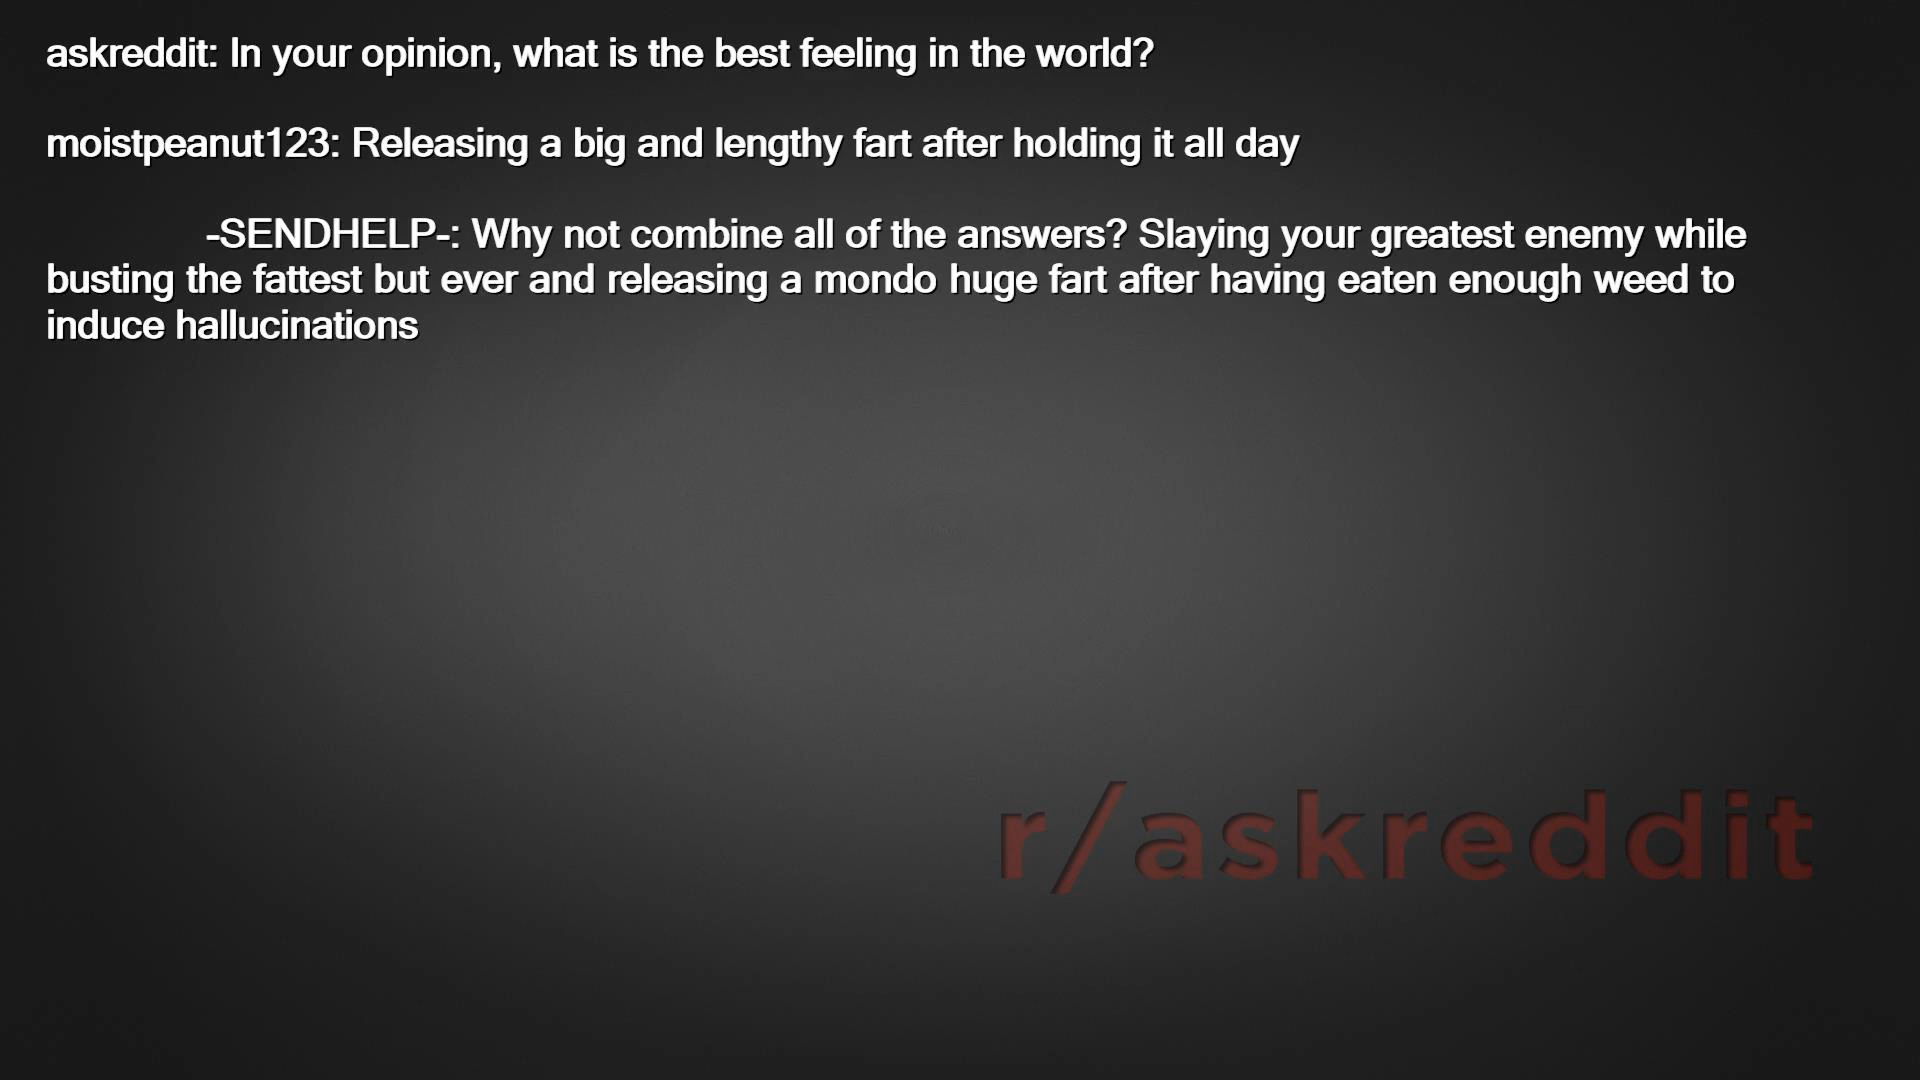 askreddit: In your opinion, what is the best feeling in the world?
moistpeanut123: Releasing a big and lengthy fart after holding it all day
-SENDHELP-: Why not combine all of the answers? Slaying your greatest enemy while
busting the fattest but ever and releasing a mondo huge fart after having eaten enough weed to
induce hallucinations
r/askreddit